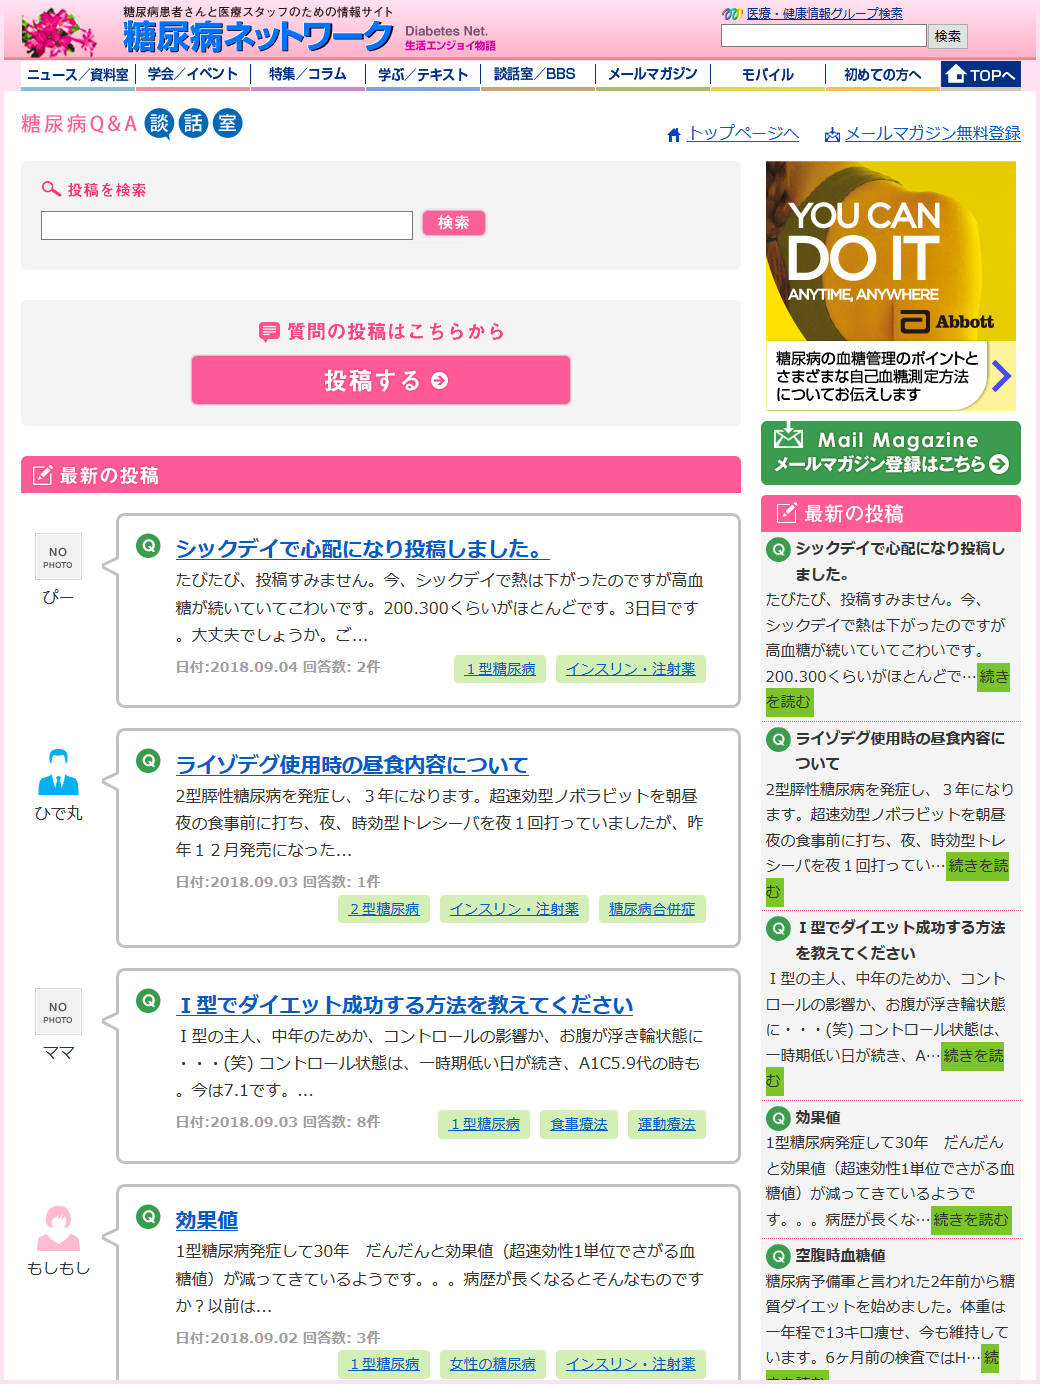 糖尿病患者さんと医療スタッフのための情報サイト
糖尿病ネットワーク
Diabetes Net.
生活エンジョイ物語
医療・健康情報グループ検索
検索
ニュース／資料室 学会／イベント 特集／コラム 学ぶ／テキスト 談話室／BBS メールマガジン モバイル 初めての方へ TOPへ
糖尿病Q&A 談話室
トップページへ メールマガジン無料登録
投稿を検索
検索
質問の投稿はこちらから
投稿する
最新の投稿
NO PHOTO
ぴー
Q シックデイで心配になり投稿しました。
たびたび、投稿すみません。今、シックデイで熱は下がったのですが高血
糖が続いていてこわいです。200.300くらいがほとんどです。3日目です
。大丈夫でしょうか。ご...
日付:2018.09.04 回答数: 2件
１型糖尿病 インスリン・注射薬
ひで丸
Q ライゾデグ使用時の昼食内容について
2型膵性糖尿病を発症し、３年になります。超速効型ノボラビットを朝昼
夜の食事前に打ち、夜、時効型トレシーバを夜１回打っていましたが、昨
年１２月発売になった...
日付:2018.09.03 回答数: 1件
２型糖尿病 インスリン・注射薬 糖尿病合併症
NO PHOTO
ママ
Q Ｉ型でダイエット成功する方法を教えてください
Ｉ型の主人、中年のためか、コントロールの影響か、お腹が浮き輪状態に
・・・(笑) コントロール状態は、一時期低い日が続き、A1C5.9代の時も
。今は7.1です。...
日付:2018.09.03 回答数: 8件
１型糖尿病 食事療法 運動療法
もしもし
Q 効果値
1型糖尿病発症して30年　だんだんと効果値（超速効性1単位でさがる血
糖値）が減ってきているようです。。。病歴が長くなるとそんなものです
か？以前は...
日付:2018.09.02 回答数: 3件
１型糖尿病 女性の糖尿病 インスリン・注射薬
YOU CAN
DO IT
ANYTIME, ANYWHERE
Abbott
糖尿病の血糖管理のポイントと
さまざまな自己血糖測定方法
についてお伝えします
Mail Magazine
メールマガジン登録はこちら
最新の投稿
Q シックデイで心配になり投稿し
ました。
たびたび、投稿すみません。今、
シックデイで熱は下がったのですが
高血糖が続いていてこわいです。
200.300くらいがほとんどで…続き
を読む
Q ライゾデグ使用時の昼食内容に
ついて
2型膵性糖尿病を発症し、３年になり
ます。超速効型ノボラビットを朝昼
夜の食事前に打ち、夜、時効型トレ
シーバを夜１回打ってい…続きを読
む
Q Ｉ型でダイエット成功する方法
を教えてください
Ｉ型の主人、中年のためか、コント
ロールの影響か、お腹が浮き輪状態
に・・・(笑) コントロール状態は、
一時期低い日が続き、A…続きを読
む
Q 効果値
1型糖尿病発症して30年　だんだん
と効果値（超速効性1単位でさがる血
糖値）が減ってきているようで
す。。。病歴が長くな…続きを読む
Q 空腹時血糖値
糖尿病予備軍と言われた2年前から糖
質ダイエットを始めました。体重は
一年程で13キロ痩せ、今も維持して
います。6ヶ月前の検査ではH…続